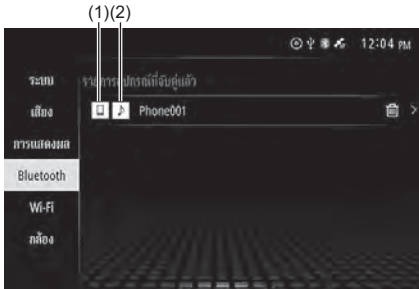 (1)(2)
12:04 PM
ระบบ
รายการอุปกรณ์ที่จับคู่แล้ว
เสียง
Phone001
การแสดงผล
Bluetooth
Wi-Fi
กล้อง